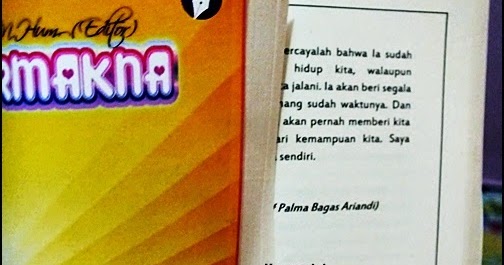 M.Hum (Editor)
RMAKNA
ercayalah bahwa Ia sudah
hidup kita, walaupun
jalani. Ia akan beri segala
ang sudah waktunya. Dan
akan pernah memberi kita
ari kemampuan kita. Saya
sendiri.
Palma Bagas Ariandi)